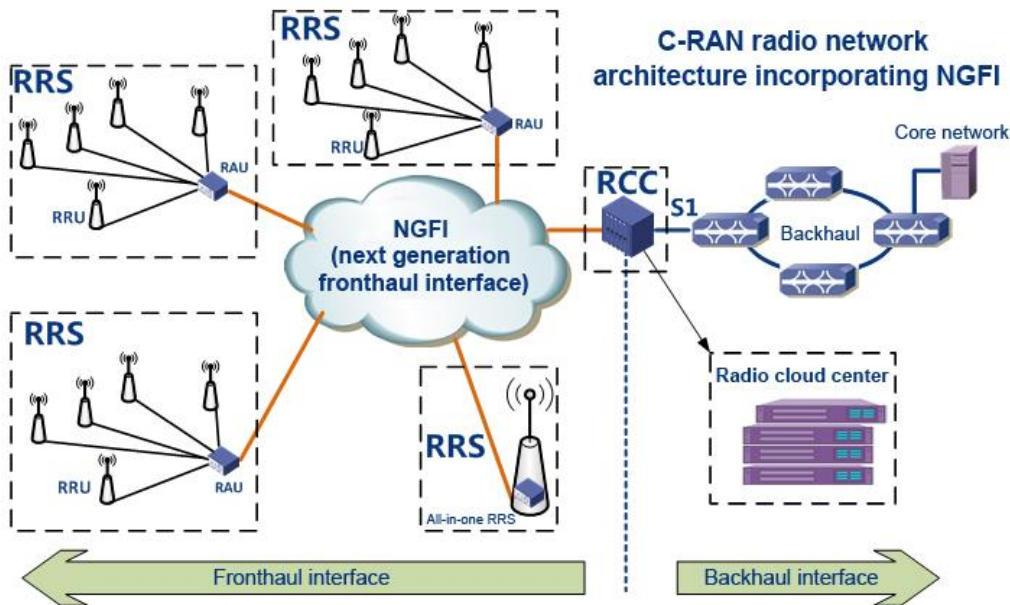 RRS
RAU
RRU
RRS
RAU
RRU
C-RAN radio network
architecture incorporating NGFI
Core network
RCC
S1
Backhaul
NGFI
(next generation
fronthaul interface)
RRS
RRU
RAU
RRS
All-in-one RRS
Radio cloud center
Fronthaul interface
Backhaul interface